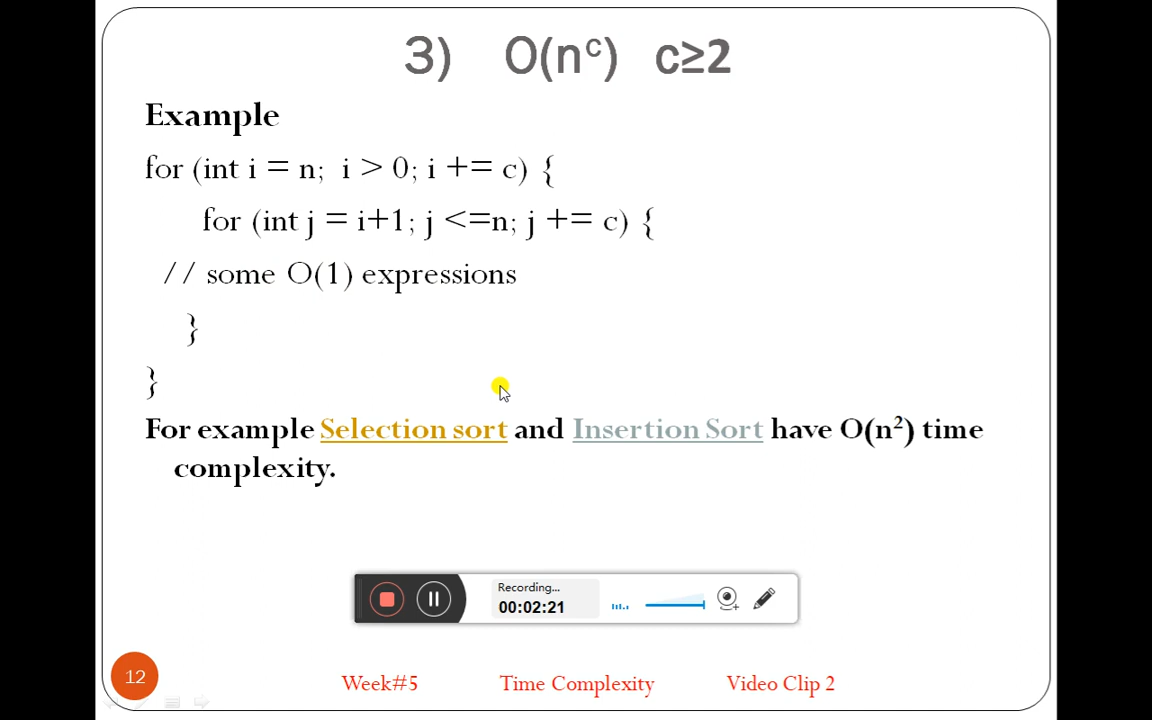 3) O(nᶜ) c≥2
Example
for (int i = n; i > 0; i += c) {
for (int j = i+1; j <=n; j += c) {
// some O(1) expressions
}
}
For example Selection sort and Insertion Sort have O(n²) time
complexity.
Recording...
00:02:21
12
Week#5 Time Complexity Video Clip 2